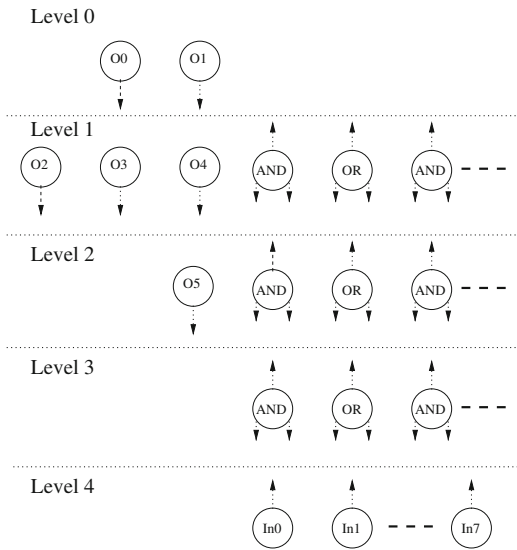 Level 0
O0 O1
Level 1
O2 O3 O4 AND OR AND
Level 2
O5 AND OR AND
Level 3
AND OR AND
Level 4
In0 In1 In7